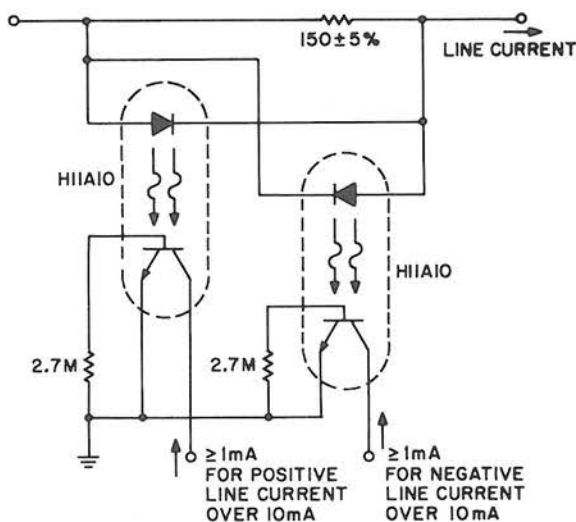 150±5%
LINE CURRENT
H11A10
H11A10
2.7M
2.7M
≥1mA
FOR POSITIVE
LINE CURRENT
OVER 10mA
≥1mA
FOR NEGATIVE
LINE CURRENT
OVER 10mA